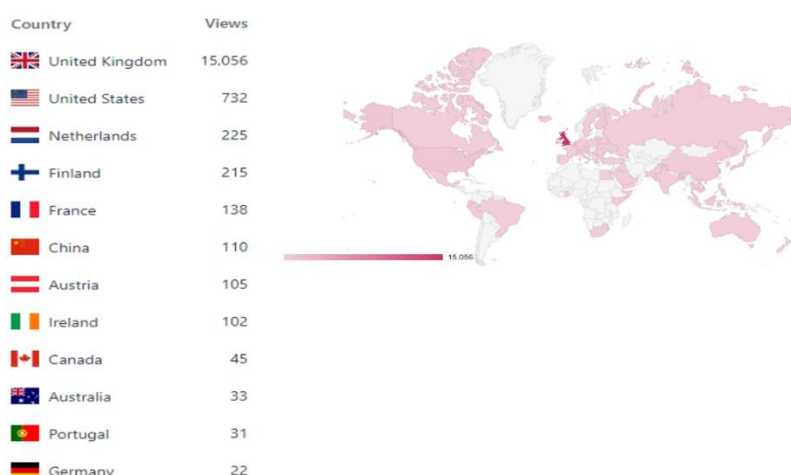 Country Views
United Kingdom 15,056
United States 732
Netherlands 225
Finland 215
France 138
China 110
Austria 105
Ireland 102
Canada 45
Australia 33
Portugal 31
Germany 22
15,056